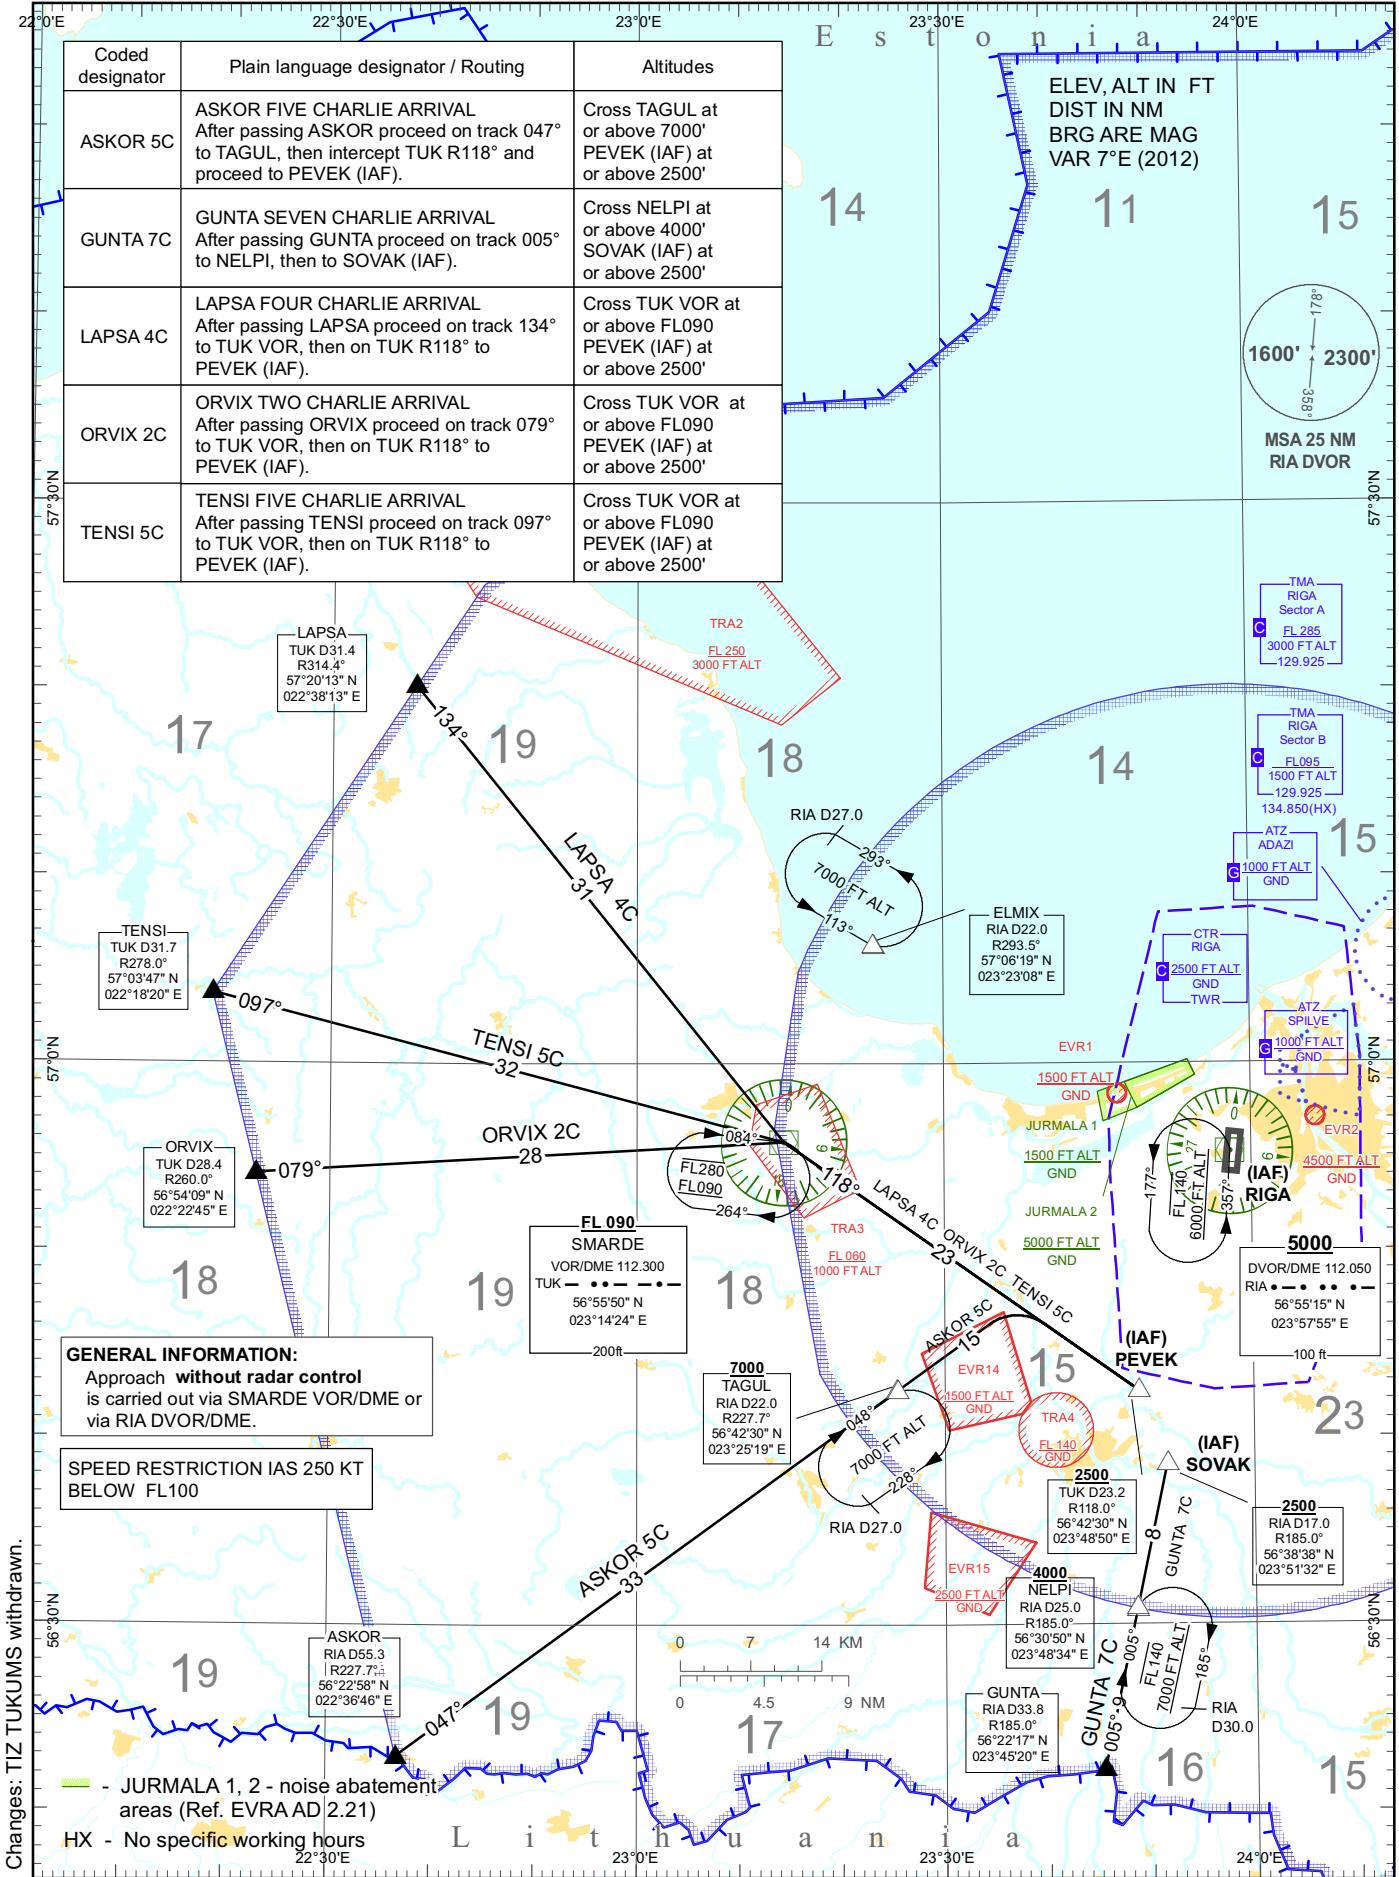 22°0'E
22°30'E
23°0'E
23°30'E
24°0'E
E s t o n i a
Coded
designator
Plain language designator / Routing
Altitudes
ASKOR 5C
ASKOR FIVE CHARLIE ARRIVAL
After passing ASKOR proceed on track 047°
to TAGUL, then intercept TUK R118° and
proceed to PEVEK (IAF).
Cross TAGUL at
or above 7000'
PEVEK (IAF) at
or above 2500'
GUNTA 7C
GUNTA SEVEN CHARLIE ARRIVAL
After passing GUNTA proceed on track 005°
to NELPI, then to SOVAK (IAF).
Cross NELPI at
or above 4000'
SOVAK (IAF) at
or above 2500'
LAPSA 4C
LAPSA FOUR CHARLIE ARRIVAL
After passing LAPSA proceed on track 134°
to TUK VOR, then on TUK R118° to
PEVEK (IAF).
Cross TUK VOR at
or above FL090
PEVEK (IAF) at
or above 2500'
ORVIX 2C
ORVIX TWO CHARLIE ARRIVAL
After passing ORVIX proceed on track 079°
to TUK VOR, then on TUK R118° to
PEVEK (IAF).
Cross TUK VOR at
or above FL090
PEVEK (IAF) at
or above 2500'
TENSI 5C
TENSI FIVE CHARLIE ARRIVAL
After passing TENSI proceed on track 097°
to TUK VOR, then on TUK R118° to
PEVEK (IAF).
Cross TUK VOR at
or above FL090
PEVEK (IAF) at
or above 2500'
ELEV, ALT IN FT
DIST IN NM
BRG ARE MAG
VAR 7°E (2012)
14
11
15
178°
1600'
2300'
358°
MSA 25 NM
RIA DVOR
57°30'N
57°30'N
TMA
RIGA
Sector A
C
FL 285
3000 FT ALT
129.925
TRA2
FL 250
3000 FT ALT
LAPSA
TUK D31.4
R314.4°
57°20'13" N
022°38'13" E
134°
17
19
18
14
TMA
RIGA
Sector B
C
FL095
1500 FT ALT
129.925
134.850(HX)
15
ATZ
ADAZI
G
1000 FT ALT
GND
RIA D27.0
293°
7000 FT ALT
113°
ELMIX
RIA D22.0
R293.5°
57°06'19" N
023°23'08" E
LAPSA 4C
31
TENSI
TUK D31.7
R278.0°
57°03'47" N
022°18'20" E
097°
CTR
RIGA
C
2500 FT ALT
GND
TWR
ATZ
SPILVE
G
1000 FT ALT
GND
TENSI 5C
32
57°0'N
57°0'N
EVR1
1500 FT ALT
GND
JURMALA 1
1500 FT ALT
GND
JURMALA 2
5000 FT ALT
GND
0
9
18
0
9
27
EVR2
4500 FT ALT
GND
ORVIX
TUK D28.4
R260.0°
56°54'09" N
022°22'45" E
079°
ORVIX 2C
28
084°
FL280
FL090
264°
118°
177°
FL 140
6000 FT ALT
357°
(IAF)
RIGA
LAPSA 4C ORVIX 2C TENSI 5C
23
TRA3
FL 060
1000 FT ALT
FL 090
SMARDE
VOR/DME 112.300
TUK
56°55'50" N
023°14'24" E
200ft
5000
DVOR/DME 112.050
RIA
56°55'15" N
023°57'55" E
100 ft
18
19
18
15
23
GENERAL INFORMATION:
Approach without radar control
is carried out via SMARDE VOR/DME or
via RIA DVOR/DME.
SPEED RESTRICTION IAS 250 KT
BELOW FL100
ASKOR 5C
15
EVR14
1500 FT ALT
GND
(IAF)
PEVEK
7000
TAGUL
RIA D22.0
R227.7°
56°42'30" N
023°25'19" E
048°
7000 FT ALT
228°
RIA D27.0
TRA4
FL 140
GND
(IAF)
SOVAK
2500
TUK D23.2
R118.0°
56°42'30" N
023°48'50" E
2500
RIA D17.0
R185.0°
56°38'38" N
023°51'32" E
8
GUNTA 7C
EVR15
2500 FT ALT
GND
4000
NELPI
RIA D25.0
R185.0°
56°30'50" N
023°48'34" E
ASKOR 5C
33
56°30'N
56°30'N
ASKOR
RIA D55.3
R227.7°
56°22'58" N
022°36'46" E
047°
0 7 14 KM
0 4.5 9 NM
GUNTA
RIA D33.8
R185.0°
56°22'17" N
023°45'20" E
GUNTA 7C
005°-9
005°
FL140
7000 FT ALT
185°
RIA
D30.0
19
19
17
16
15
- JURMALA 1, 2 - noise abatement
areas (Ref. EVRA AD 2.21)
HX - No specific working hours
L i t h u a n i a
22°30'E
23°0'E
23°30'E
24°0'E
Changes: TIZ TUKUMS withdrawn.